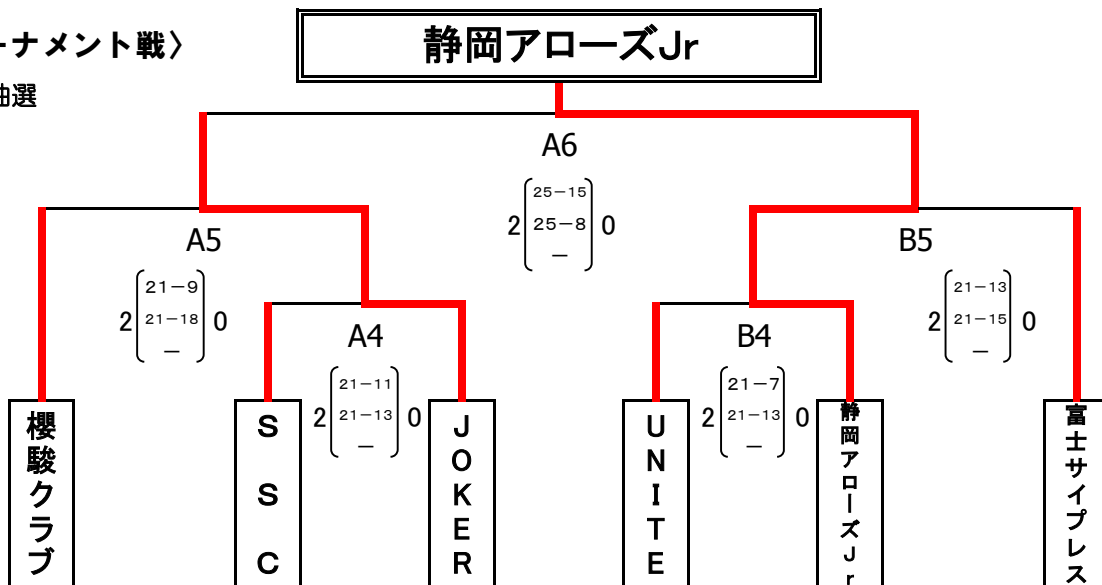 ーナメント戦〉
抽選
静岡アローズJr
A6
2 25-15 0
25-8
-
A5
2 21-9 0
21-18
-
B5
2 21-13 0
21-15
-
A4
2 21-11 0
21-13
-
B4
2 21-7 0
21-13
-
櫻駿クラブ
SSC
JOKER
UNITE
静岡アローズJr
富士サイプレス